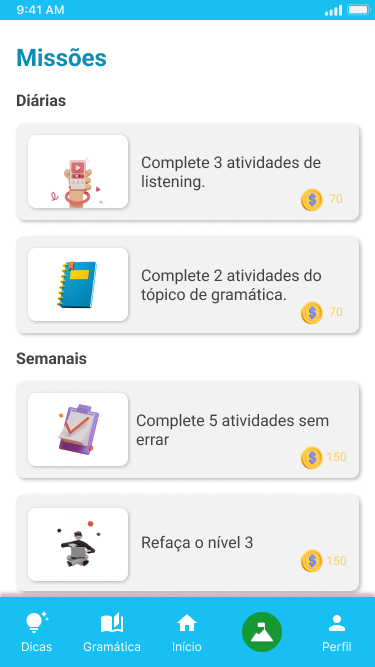 9:41 AM
Missões
Diárias
Complete 3 atividades de
listening.
70
Complete 2 atividades do
tópico de gramática.
70
Semanais
Complete 5 atividades sem
errar
150
Refaça o nível 3
150
Dicas
Gramática
Início
Perfil